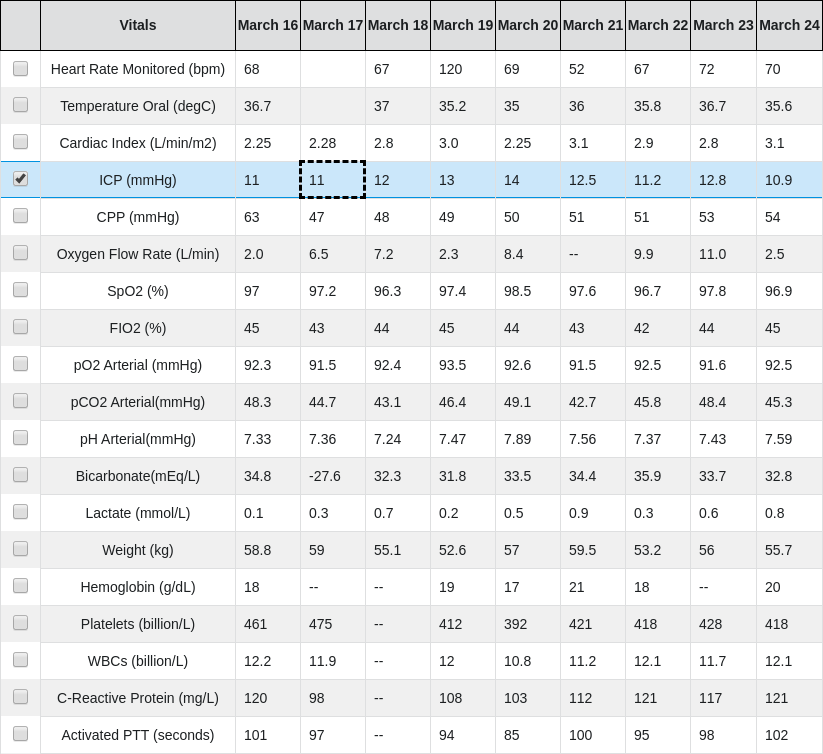 Vitals March 16 March 17 March 18 March 19 March 20 March 21 March 22 March 23 March 24
Heart Rate Monitored (bpm) 68 67 120 69 52 67 72 70
Temperature Oral (degC) 36.7 37 35.2 35 36 35.8 36.7 35.6
Cardiac Index (L/min/m2) 2.25 2.28 2.8 3.0 2.25 3.1 2.9 2.8 3.1
ICP (mmHg) 11 11 12 13 14 12.5 11.2 12.8 10.9
CPP (mmHg) 63 47 48 49 50 51 51 53 54
Oxygen Flow Rate (L/min) 2.0 6.5 7.2 2.3 8.4 -- 9.9 11.0 2.5
SpO2 (%) 97 97.2 96.3 97.4 98.5 97.6 96.7 97.8 96.9
FIO2 (%) 45 43 44 45 44 43 42 44 45
pO2 Arterial (mmHg) 92.3 91.5 92.4 93.5 92.6 91.5 92.5 91.6 92.5
pCO2 Arterial(mmHg) 48.3 44.7 43.1 46.4 49.1 42.7 45.8 48.4 45.3
pH Arterial(mmHg) 7.33 7.36 7.24 7.47 7.89 7.56 7.37 7.43 7.59
Bicarbonate(mEq/L) 34.8 -27.6 32.3 31.8 33.5 34.4 35.9 33.7 32.8
Lactate (mmol/L) 0.1 0.3 0.7 0.2 0.5 0.9 0.3 0.6 0.8
Weight (kg) 58.8 59 55.1 52.6 57 59.5 53.2 56 55.7
Hemoglobin (g/dL) 18 -- -- 19 17 21 18 -- 20
Platelets (billion/L) 461 475 -- 412 392 421 418 428 418
WBCs (billion/L) 12.2 11.9 -- 12 10.8 11.2 12.1 11.7 12.1
C-Reactive Protein (mg/L) 120 98 -- 108 103 112 121 117 121
Activated PTT (seconds) 101 97 -- 94 85 100 95 98 102